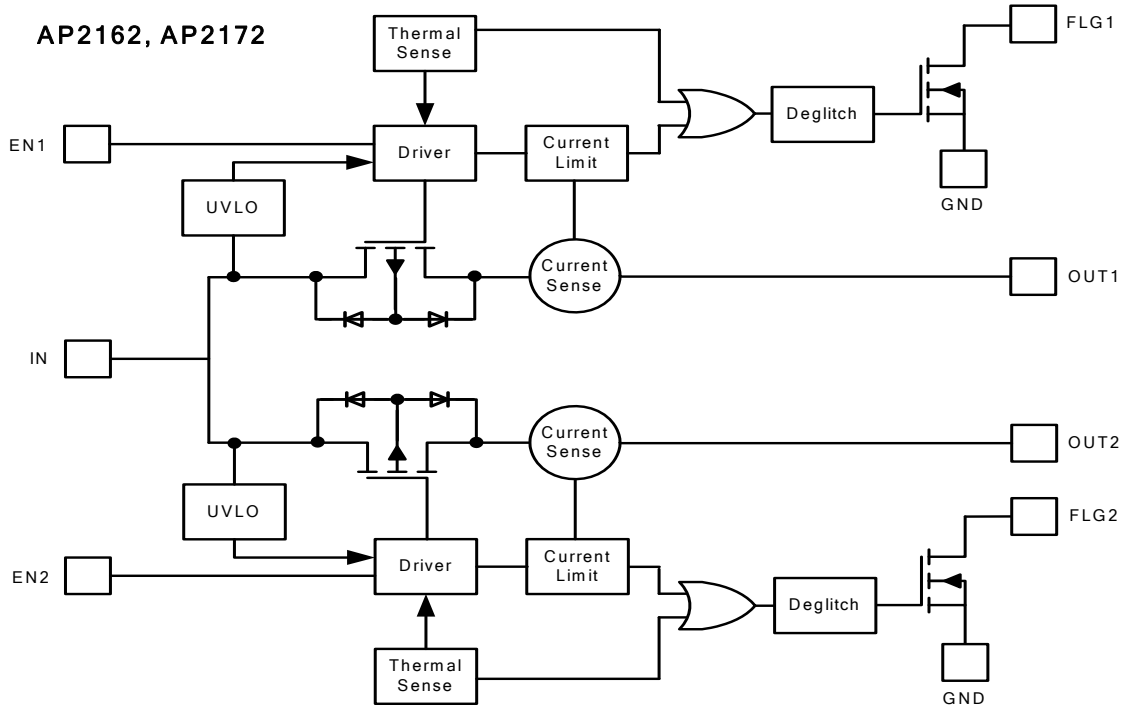 AP2162, AP2172
Thermal
Sense
FLG1
EN1
Driver
Current
Limit
Deglitch
UVLO
GND
Current
Sense
OUT1
IN
Current
Sense
OUT2
UVLO
FLG2
EN2
Driver
Current
Limit
Deglitch
Thermal
Sense
GND